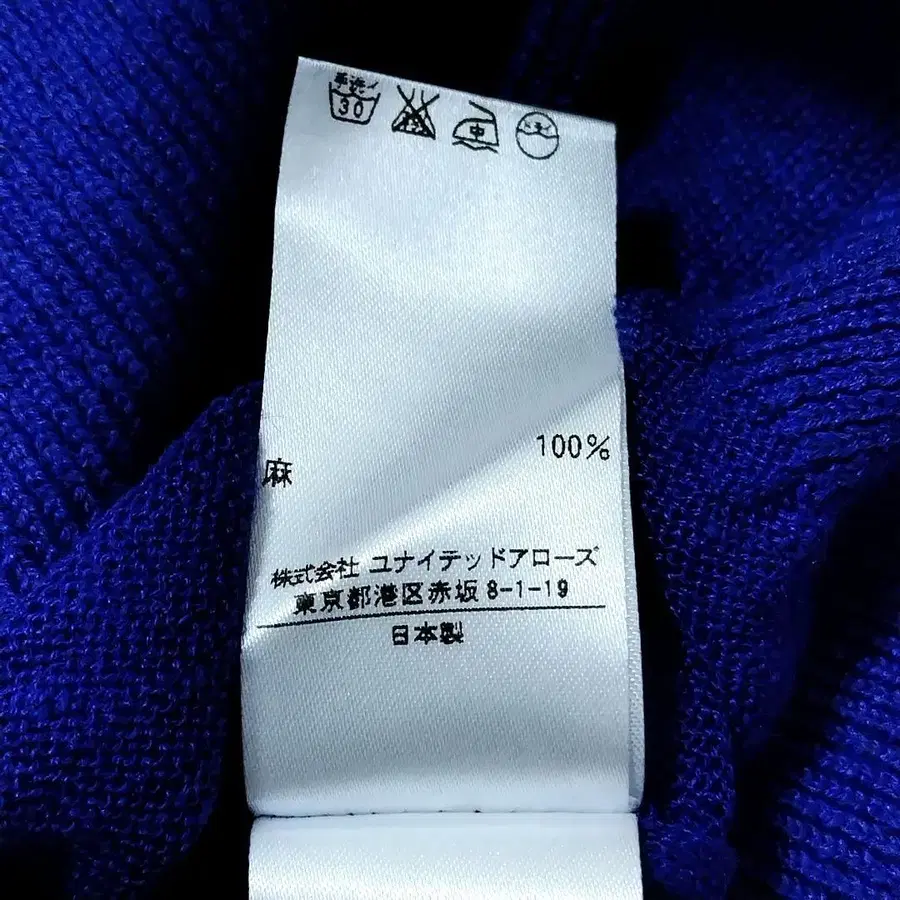 手洗イ
30
中
麻 100%
株式会社 ユナイテッドアローズ
東京都港区赤坂 8-1-19
日本製